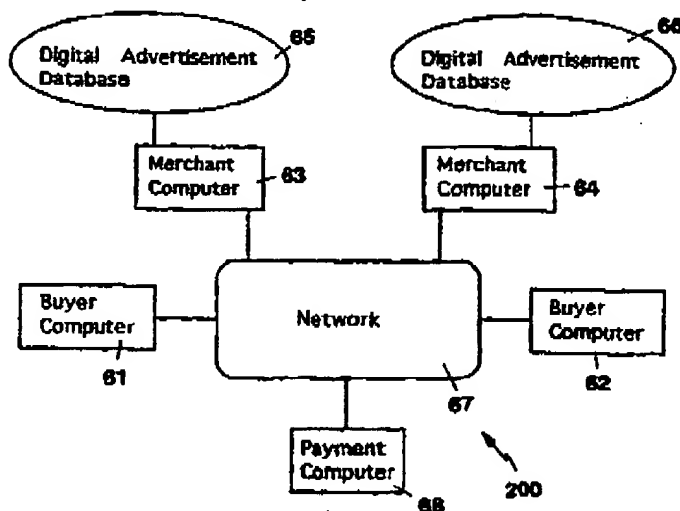 65
66
Digital Advertisement
Database
Digital Advertisement
Database
Merchant
Computer
63
Merchant
Computer
64
Buyer
Computer
61
Network
Buyer
Computer
62
67
Payment
Computer
68
200